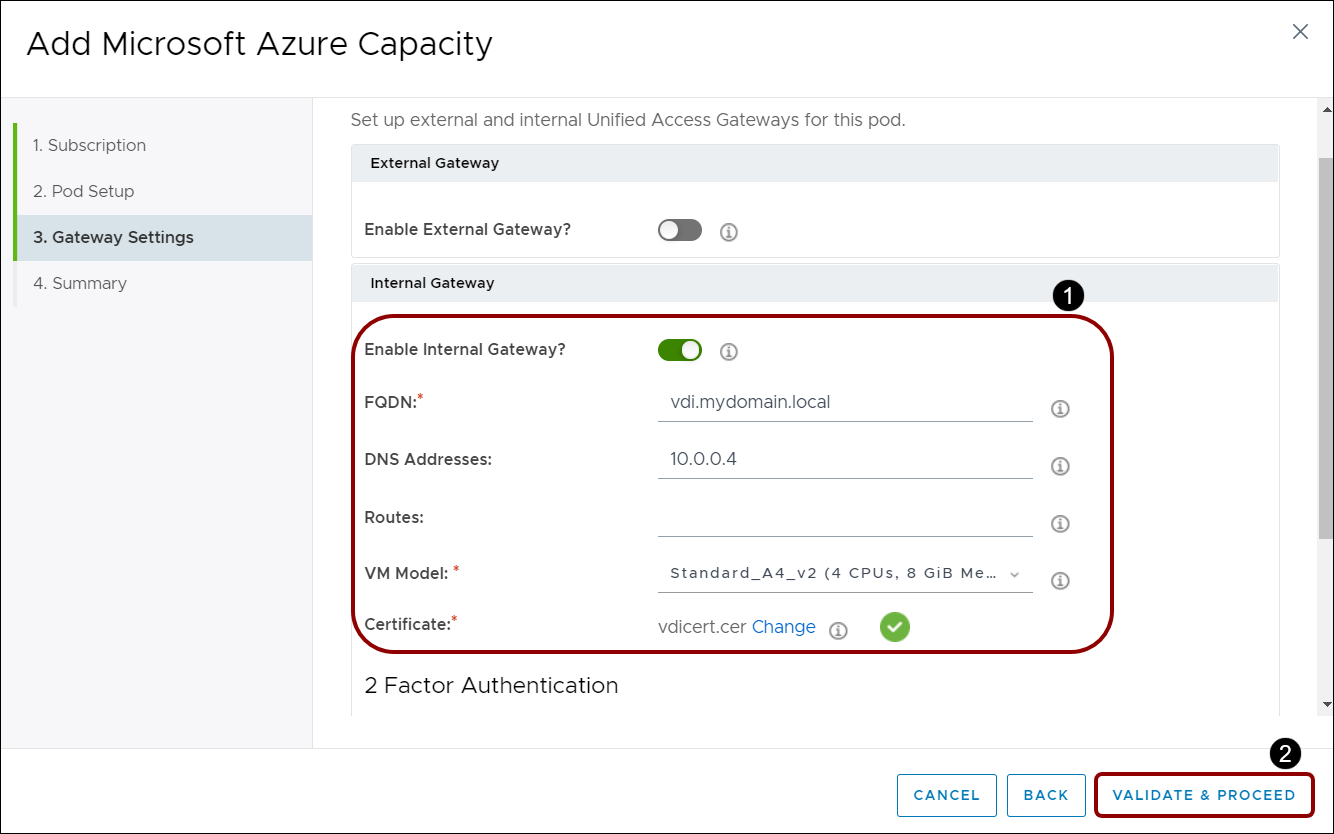 Add Microsoft Azure Capacity
1. Subscription
2. Pod Setup
3. Gateway Settings
4. Summary
Set up external and internal Unified Access Gateways for this pod.
External Gateway
Enable External Gateway?
Internal Gateway
1
Enable Internal Gateway?
FQDN:* vdi.mydomain.local
DNS Addresses: 10.0.0.4
Routes:
VM Model: * Standard_A4_v2 (4 CPUs, 8 GiB Me...
Certificate:* vdicert.cer Change
2 Factor Authentication
2
CANCEL BACK VALIDATE & PROCEED